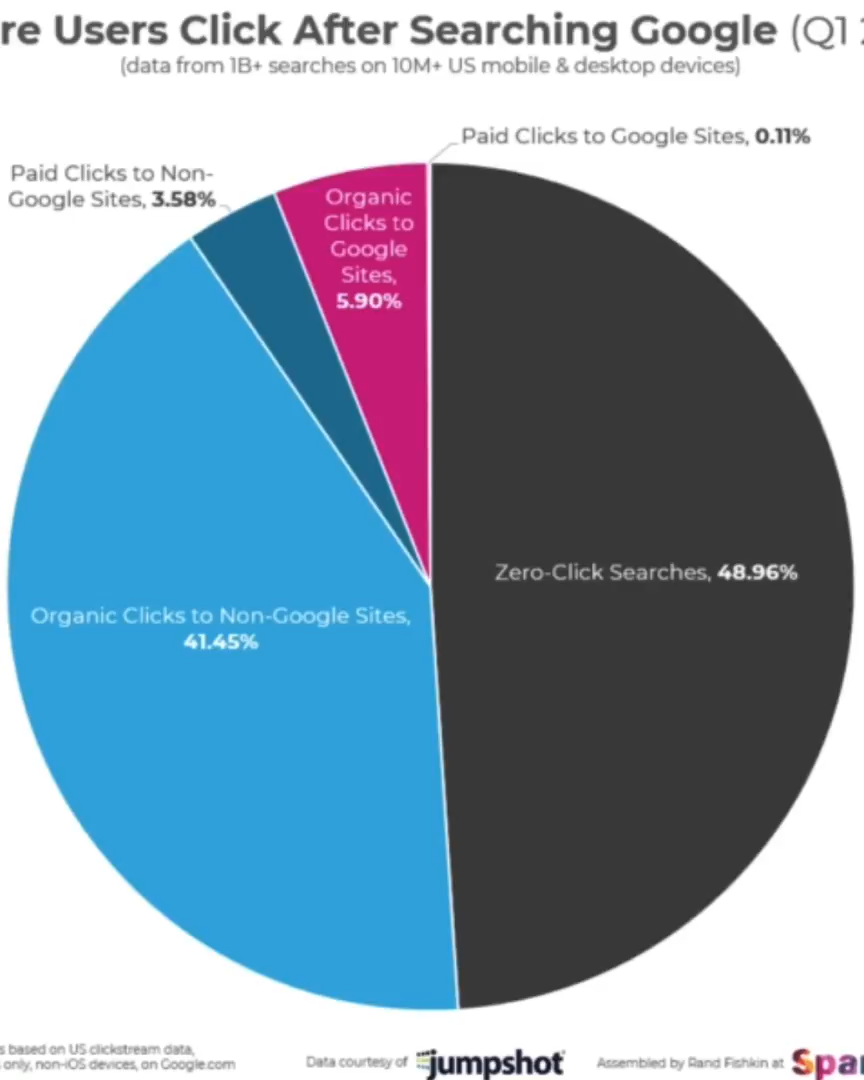 re Users Click After Searching Google (Q1
(data from 1B+ searches on 10M+ US mobile & desktop devices)
Paid Clicks to Google Sites, 0.11%
Paid Clicks to Non-
Google Sites, 3.58%
Organic
Clicks to
Google
Sites,
5.90%
Zero-Click Searches, 48.96%
Organic Clicks to Non-Google Sites,
41.45%
s based on US clickstream data,
only, non-iOS devices, on Google.com
Data courtesy of jumpshot
Assembled by Rand Fishkin at Spa